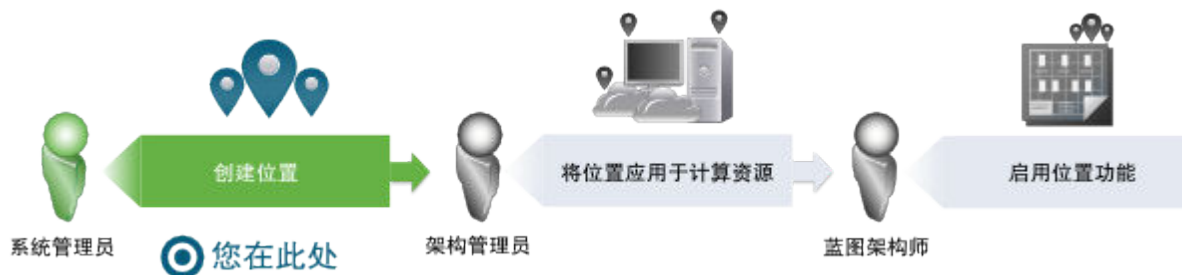 创建位置
将位置应用于计算资源
启用位置功能
系统管理员
您在此处
架构管理员
蓝图架构师